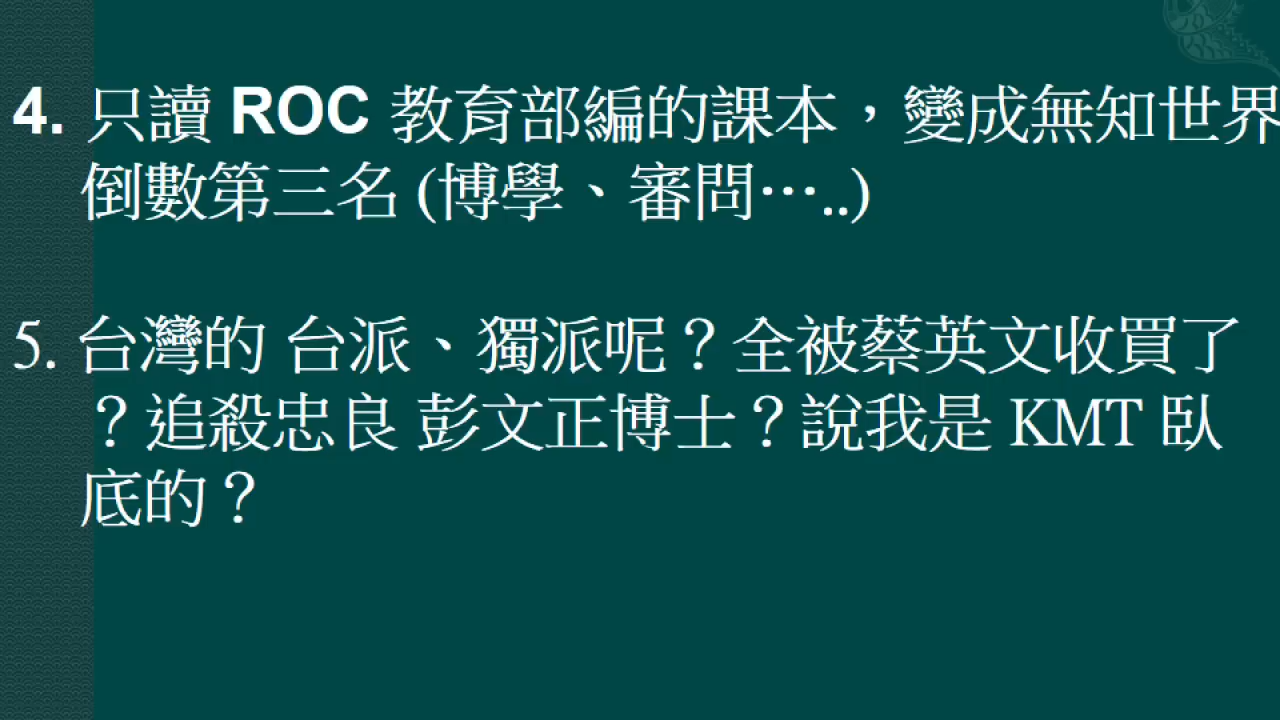 4. 只讀 ROC 教育部編的課本，變成無知世界
倒數第三名 (博學、審問…..)
5. 台灣的 台派、獨派呢？全被蔡英文收買了
？追殺忠良 彭文正博士？說我是 KMT 臥
底的？